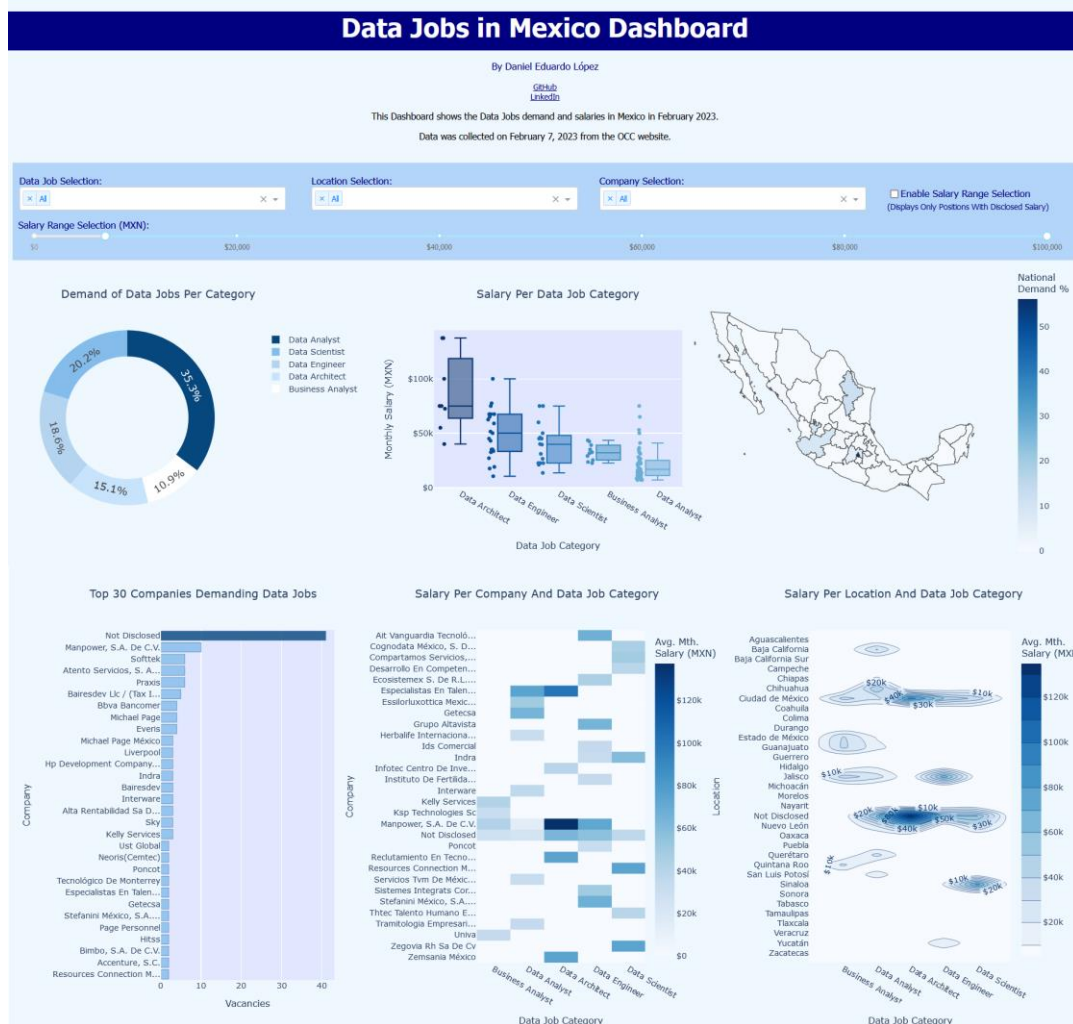 Data Jobs in Mexico Dashboard
By Daniel Eduardo López
GitHub
LinkedIn
This Dashboard shows the Data Jobs demand and salaries in Mexico in February 2023.
Data was collected on February 7, 2023 from the OCC website.
Data Job Selection:
× All
Location Selection:
× All
Company Selection:
× All
Enable Salary Range Selection
(Displays Only Positions With Disclosed Salary)
Salary Range Selection (MXN):
$0 $20,000 $40,000 $60,000 $80,000 $100,000
Demand of Data Jobs Per Category
35.3%
20.2%
18.6%
15.1%
10.9%
Data Analyst
Data Scientist
Data Engineer
Data Architect
Business Analyst
Salary Per Data Job Category
Monthly Salary (MXN)
$100k
$50k
$0
Data Architect
Data Engineer
Data Scientist
Business Analyst
Data Analyst
Data Job Category
National
Demand %
50
40
30
20
10
0
Top 30 Companies Demanding Data Jobs
Company
Not Disclosed
Manpower, S.A. De C.V.
Softtek
Atento Servicios, S. A...
Praxis
Bairesdev Llc / (Tax I...
Bbva Bancomer
Michael Page
Everis
Michael Page México
Liverpool
Hp Development Company...
Indra
Bairesdev
Interware
Alta Rentabilidad Sa D...
Sky
Kelly Services
Ust Global
Neoris(Cemtec)
Poncot
Tecnológico De Monterrey
Especialistas En Talen...
Getecsa
Stefanini México, S.A....
Page Personnel
Hitss
Bimbo, S.A. De C.V.
Accenture, S.C.
Resources Connection M...
0 10 20 30 40
Vacancies
Salary Per Company And Data Job Category
Company
Ait Vanguardia Tecnoló...
Cognodata México, S. D...
Compartamos Servicios,...
Desarrollo En Competen...
Ecosistemex S. De R.L....
Especialistas En Talen...
Essilorluxottica Mexic...
Getecsa
Grupo Altavista
Herbalife Internaciona...
Ids Comercial
Indra
Infotec Centro De Inve...
Instituto De Fertilida...
Interware
Kelly Services
Ksp Technologies Sc
Manpower, S.A. De C.V.
Not Disclosed
Poncot
Reclutamiento En Tecno...
Resources Connection M...
Servicios Tvm De Méxic...
Sistemes Integrats Cor...
Stefanini México, S.A....
Thtec Talento Humano E...
Tramitologia Empresari...
Univa
Zegovia Rh Sa De Cv
Zemsania México
Business Analyst
Data Analyst
Data Architect
Data Engineer
Data Scientist
Data Job Category
Avg. Mth.
Salary (MXN)
$120k
$100k
$80k
$60k
$40k
$20k
$0
Salary Per Location And Data Job Category
Location
Aguascalientes
Baja California
Baja California Sur
Campeche
Chiapas
Chihuahua
Ciudad de México
Coahuila
Colima
Durango
Estado de México
Guanajuato
Guerrero
Hidalgo
Jalisco
Michoacán
Morelos
Nayarit
Not Disclosed
Nuevo León
Oaxaca
Puebla
Querétaro
Quintana Roo
San Luis Potosí
Sinaloa
Sonora
Tabasco
Tamaulipas
Tlaxcala
Veracruz
Yucatán
Zacatecas
$20k
$40k
$30k
$10k
$10k
$20k
$10k
$40k
$50k
$30k
$10k
$10k
$20k
Business Analyst
Data Analyst
Data Architect
Data Engineer
Data Scientist
Data Job Category
Avg. Mth.
$120k
$100k
$80k
$60k
$40k
$20k